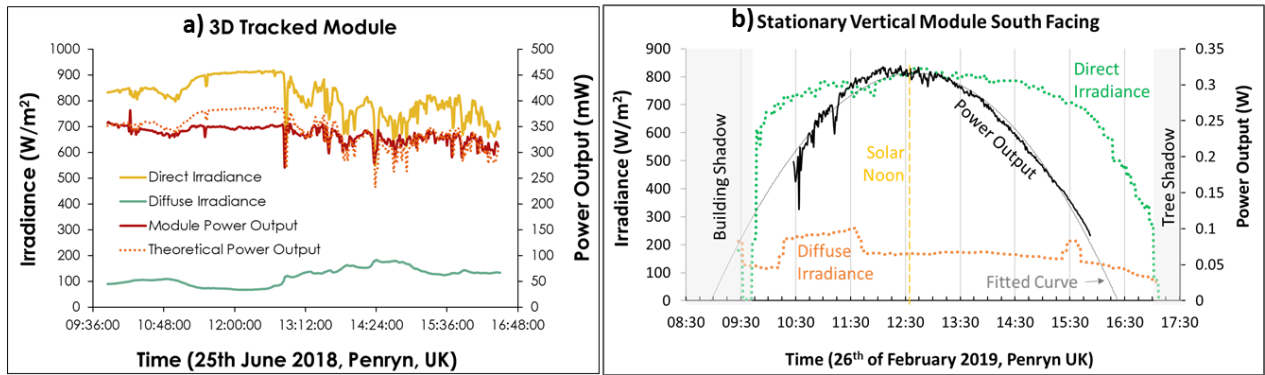 a) 3D Tracked Module
1000
900
800
700
600
500
400
300
200
100
0
Irradiance (W/m²)
500
450
400
350
300
250
200
150
100
50
0
Power Output (mW)
Direct Irradiance
Diffuse Irradiance
Module Power Output
Theoretical Power Output
09:36:00 10:48:00 12:00:00 13:12:00 14:24:00 15:36:00 16:48:00
Time (25th June 2018, Penryn, UK)
b) Stationary Vertical Module South Facing
900
800
700
600
500
400
300
200
100
0
Irradiance (W/m²)
0.35
0.3
0.25
0.2
0.15
0.1
0.05
0
Power Output (W)
Building Shadow
Direct
Irradiance
Power Output
Solar
Noon
Tree Shadow
Diffuse
Irradiance
Fitted Curve
08:30 09:30 10:30 11:30 12:30 13:30 14:30 15:30 16:30 17:30
Time (26th of February 2019, Penryn UK)